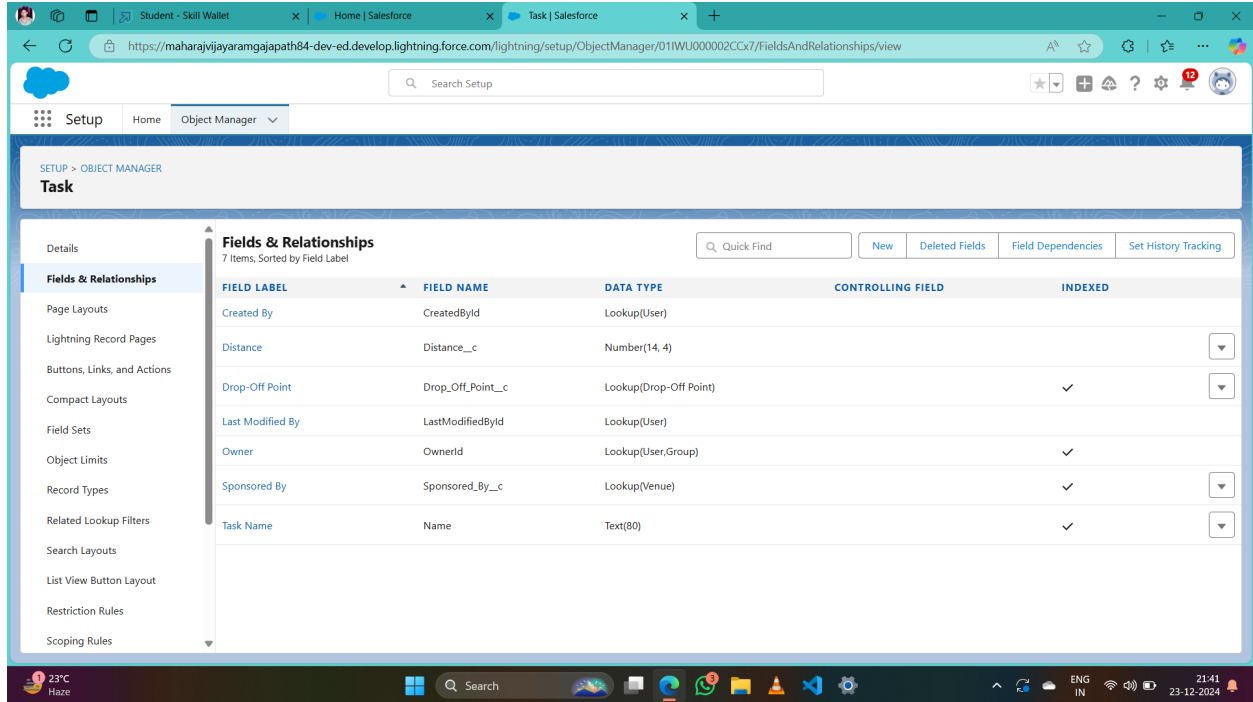 Student - Skill Wallet
Home | Salesforce
Task | Salesforce
https://maharajvijayaramgajapath84-dev-ed.develop.lightning.force.com/lightning/setup/ObjectManager/01IWU000002CCx7/FieldsAndRelationships/view
Search Setup
12
Setup
Home
Object Manager
SETUP > OBJECT MANAGER
Task
Details
Fields & Relationships
Page Layouts
Lightning Record Pages
Buttons, Links, and Actions
Compact Layouts
Field Sets
Object Limits
Record Types
Related Lookup Filters
Search Layouts
List View Button Layout
Restriction Rules
Scoping Rules
Fields & Relationships
7 Items, Sorted by Field Label
Quick Find
New
Deleted Fields
Field Dependencies
Set History Tracking
FIELD LABEL FIELD NAME DATA TYPE CONTROLLING FIELD INDEXED
Created By CreatedById Lookup(User)
Distance Distance__c Number(14, 4)
Drop-Off Point Drop_Off_Point__c Lookup(Drop-Off Point)
Last Modified By LastModifiedById Lookup(User)
Owner OwnerId Lookup(User,Group)
Sponsored By Sponsored_By__c Lookup(Venue)
Task Name Name Text(80)
1
23°C
Haze
Search
3
ENG
IN
21:41
23-12-2024